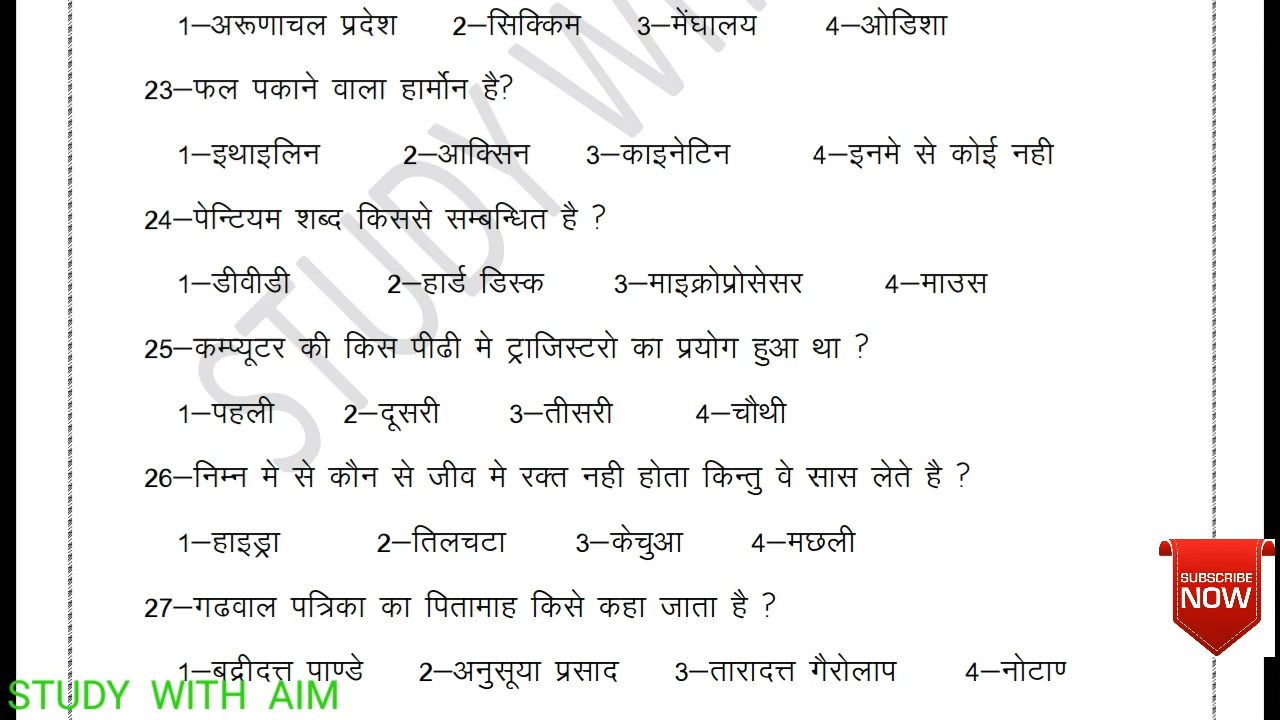 1–अरूणाचल प्रदेश 2–सिक्किम 3–मेंघालय 4–ओडिशा
23–फल पकाने वाला हार्मोन है?
1–इथाइलिन 2–आक्सिन 3–काइनेटिन 4–इनमे से कोई नही
24–पेन्टियम शब्द किससे सम्बन्धित है ?
1–डीवीडी 2–हार्ड डिस्क 3–माइक्रोप्रोसेसर 4–माउस
25–कम्प्यूटर की किस पीढी मे ट्राजिस्टरो का प्रयोग हुआ था ?
1–पहली 2–दूसरी 3–तीसरी 4–चौथी
26–निम्न मे से कौन से जीव मे रक्त नही होता किन्तु वे सास लेते है ?
1–हाइड्रा 2–तिलचटा 3–केचुआ 4–मछली
27–गढवाल पत्रिका का पितामाह किसे कहा जाता है ?
1–बद्रीदत्त पाण्डे 2–अनुसूया प्रसाद 3–तारादत्त गैरोलाप 4–नोटाण
STUDY WITH AIM
SUBSCRIBE
NOW
STUDY